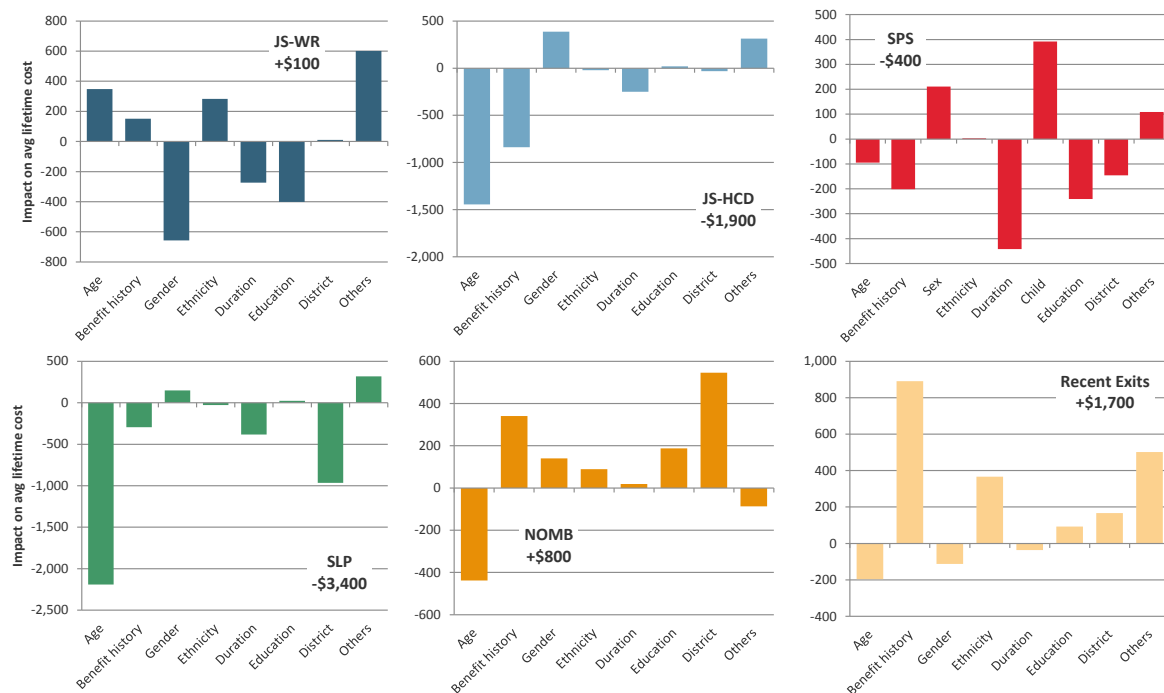 800
600
400
200
0
-200
-400
-600
-800
Impact on avg lifetime cost
JS-WR
+$100
Age
Benefit history
Gender
Ethnicity
Duration
Education
District
Others
500
0
-500
-1,000
-1,500
-2,000
JS-HCD
-$1,900
Age
Benefit history
Gender
Ethnicity
Duration
Education
District
Others
500
400
300
200
100
0
-100
-200
-300
-400
-500
SPS
-$400
Age
Benefit history
Sex
Ethnicity
Duration
Child
Education
District
Others
500
0
-500
-1,000
-1,500
-2,000
-2,500
Impact on avg lifetime cost
SLP
-$3,400
Age
Benefit history
Gender
Ethnicity
Duration
Education
District
Others
600
400
200
0
-200
-400
-600
NOMB
+$800
Age
Benefit history
Gender
Ethnicity
Duration
Education
District
Others
1,000
800
600
400
200
0
-200
-400
Recent Exits
+$1,700
Age
Benefit history
Gender
Ethnicity
Duration
Education
District
Others